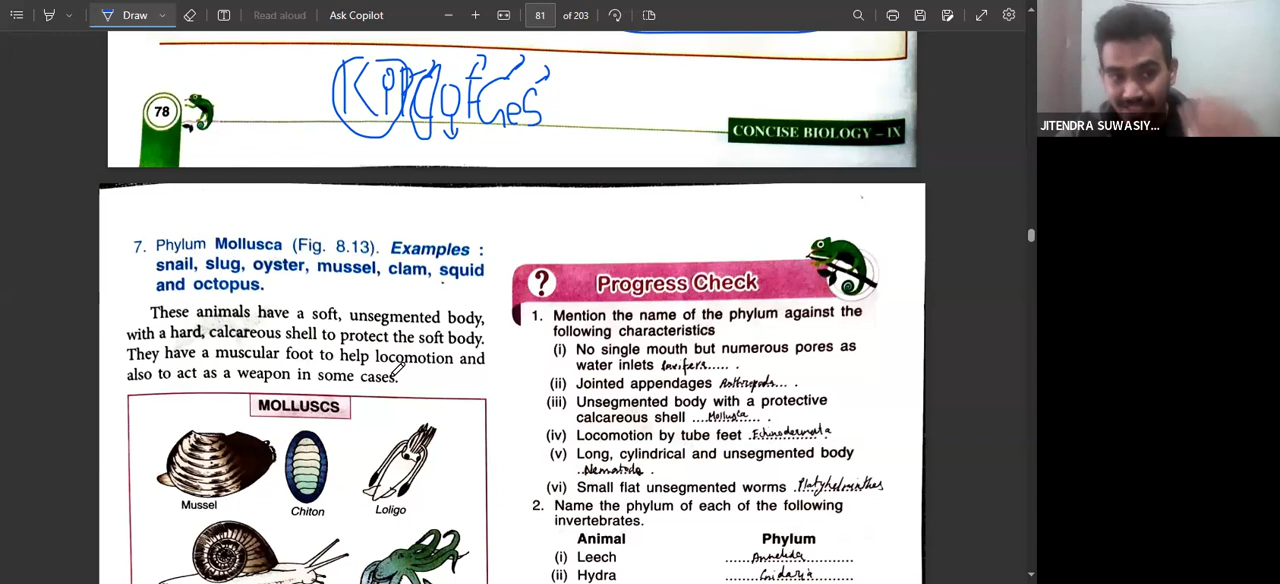 Draw
Read aloud
Ask Copilot
81
of 203
78
CONCISE BIOLOGY – IX
JITENDRA SUWASIY...
7. Phylum Mollusca (Fig. 8.13). Examples :
snail, slug, oyster, mussel, clam, squid
and octopus.
These animals have a soft, unsegmented body,
with a hard, calcareous shell to protect the soft body.
They have a muscular foot to help locomotion and
also to act as a weapon in some cases.
MOLLUSCS
Mussel
Chiton
Loligo
? Progress Check
1. Mention the name of the phylum against the
following characteristics
(i) No single mouth but numerous pores as
water inlets ......
(ii) Jointed appendages ... .
(iii) Unsegmented body with a protective
calcareous shell ....Mollusca..... .
(iv) Locomotion by tube feet .Echinodermata
(v) Long, cylindrical and unsegmented body
..Nematoda .
(vi) Small flat unsegmented worms ..Platyhelminthes
2. Name the phylum of each of the following
invertebrates.
Animal Phylum
(i) Leech ......Annelida.........
(ii) Hydra ........Cnidaria........